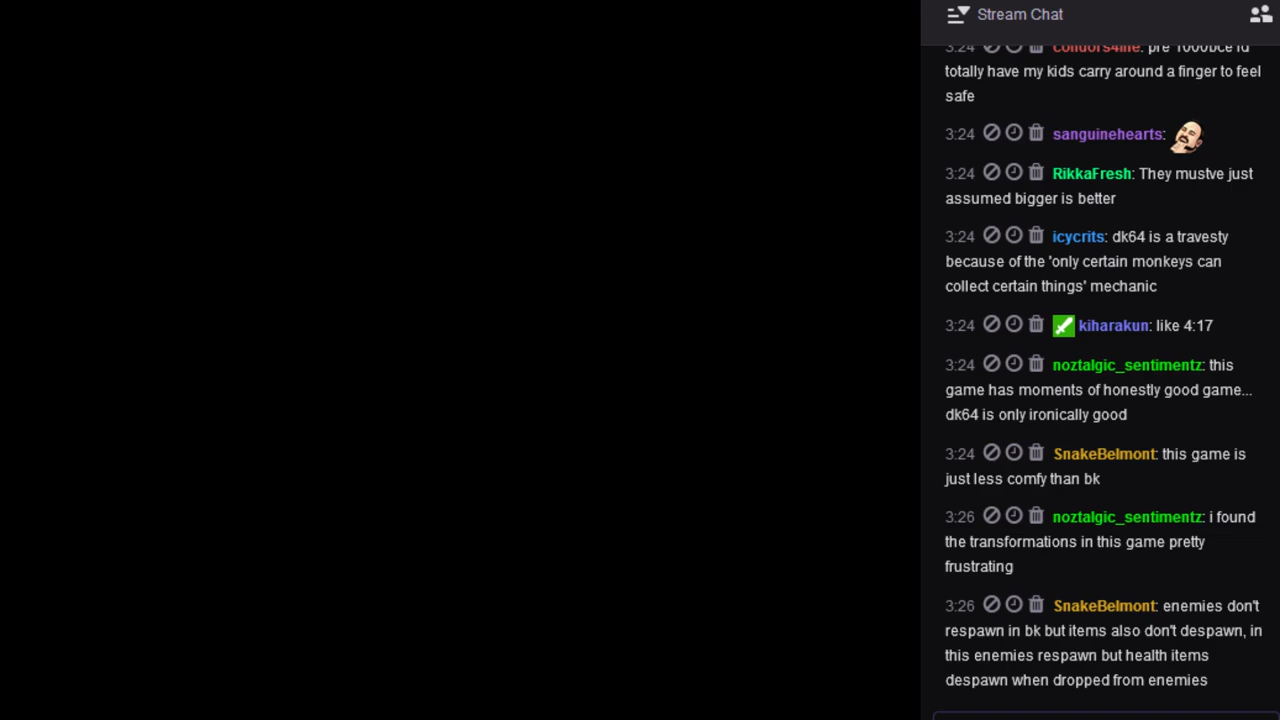 Stream Chat
3:24 condors4life: pre 1000bce id
totally have my kids carry around a finger to feel
safe
3:24 sanguinehearts:
3:24 RikkaFresh: They mustve just
assumed bigger is better
3:24 icycrits: dk64 is a travesty
because of the 'only certain monkeys can
collect certain things' mechanic
3:24 kiharakun: like 4:17
3:24 noztalgic_sentimentz: this
game has moments of honestly good game...
dk64 is only ironically good
3:24 SnakeBelmont: this game is
just less comfy than bk
3:26 noztalgic_sentimentz: i found
the transformations in this game pretty
frustrating
3:26 SnakeBelmont: enemies don't
respawn in bk but items also don't despawn, in
this enemies respawn but health items
despawn when dropped from enemies